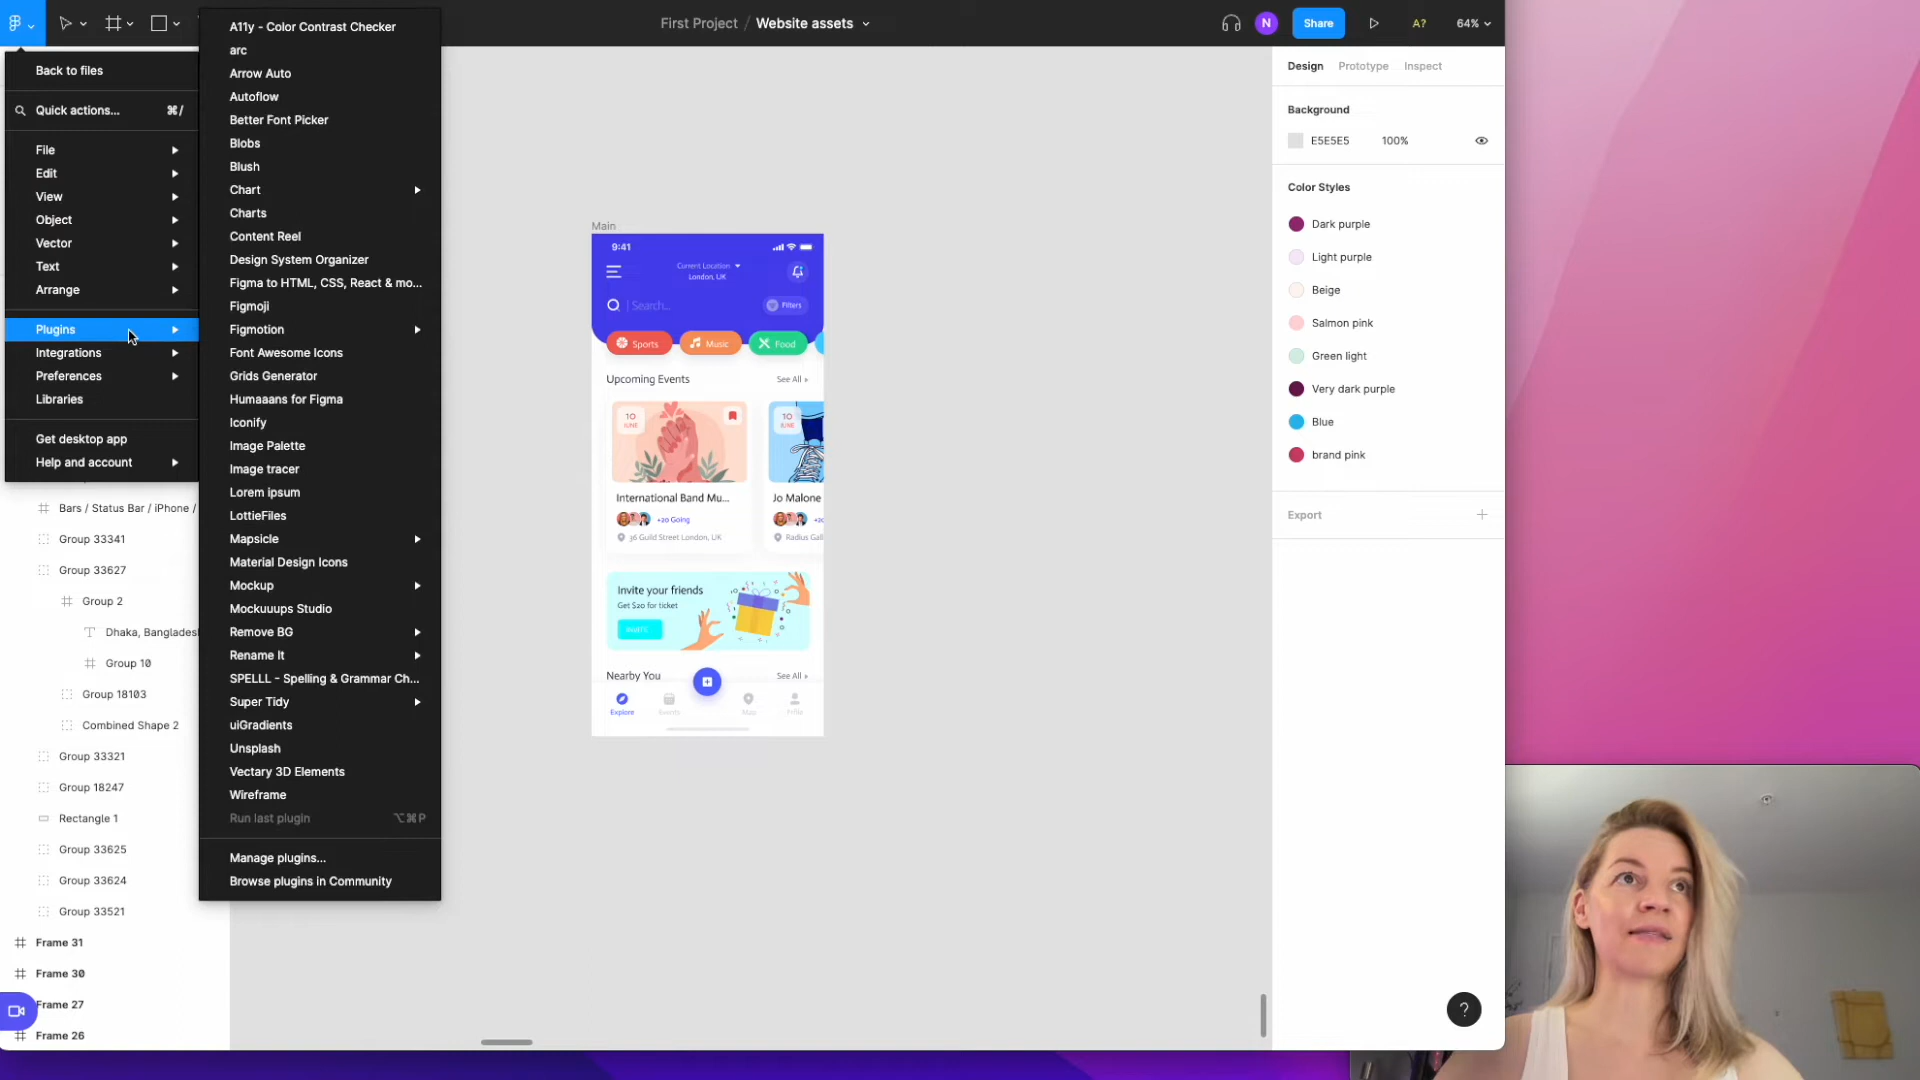 First Project / Website assets
N
Share
A?
64%
Back to files
Quick actions... ⌘/
File
Edit
View
Object
Vector
Text
Arrange
Plugins
Integrations
Preferences
Libraries
Get desktop app
Help and account
A11y - Color Contrast Checker
arc
Arrow Auto
Autoflow
Better Font Picker
Blobs
Blush
Chart
Charts
Content Reel
Design System Organizer
Figma to HTML, CSS, React & mo...
Figmoji
Figmotion
Font Awesome Icons
Grids Generator
Humaaans for Figma
Iconify
Image Palette
Image tracer
Lorem ipsum
LottieFiles
Mapsicle
Material Design Icons
Mockup
Mockuuups Studio
Remove BG
Rename It
SPELLL - Spelling & Grammar Ch...
Super Tidy
uiGradients
Unsplash
Vectary 3D Elements
Wireframe
Run last plugin ⌥⌘P
Manage plugins...
Browse plugins in Community
Bars / Status Bar / iPhone /
Group 33341
Group 33627
Group 2
Dhaka, Banglades
Group 10
Group 18103
Combined Shape 2
Group 33321
Group 18247
Rectangle 1
Group 33625
Group 33624
Group 33521
Frame 31
Frame 30
Frame 27
Frame 26
Main
9:41
Current Location
London, UK
Search...
Filters
Sports
Music
Food
Upcoming Events
See All
10
JUNE
10
JUNE
International Band Mu...
+20 Going
36 Guild Street London, UK
Jo Malone
+20
Radius Gall
Invite your friends
Get $20 for ticket
INVITE
Nearby You
See All
Explore
Events
Map
Design
Prototype
Inspect
Background
E5E5E5 100%
Color Styles
Dark purple
Light purple
Beige
Salmon pink
Green light
Very dark purple
Blue
brand pink
Export
?